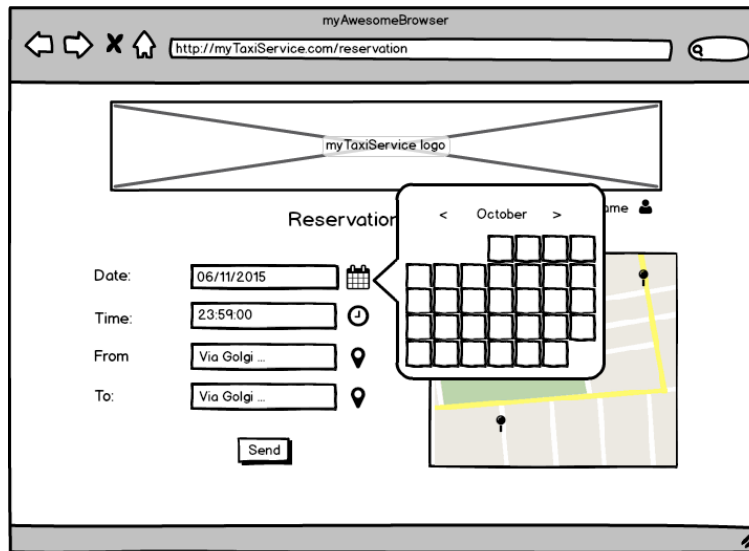 myAwesomeBrowser
http://myTaxiService.com/reservation
myTaxiService logo
ame
Reservation
< October >
Date:
06/11/2015
Time:
23:59:00
From
Via Golgi ...
To:
Via Golgi ...
Send